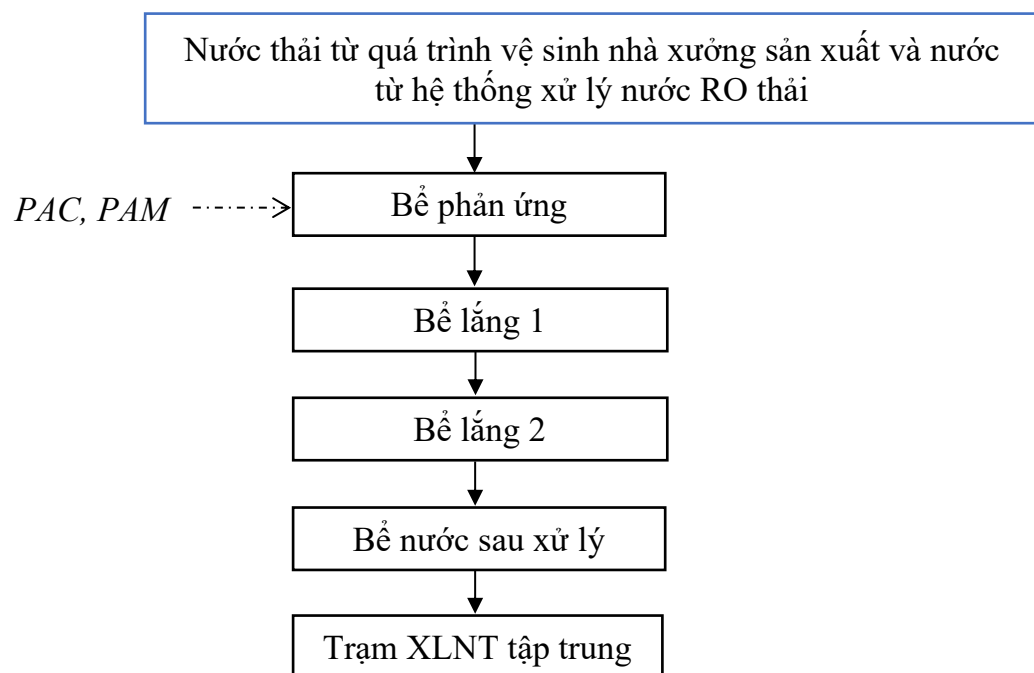 Nước thải từ quá trình vệ sinh nhà xưởng sản xuất và nước
từ hệ thống xử lý nước RO thải
PAC, PAM
Bể phản ứng
Bể lắng 1
Bể lắng 2
Bể nước sau xử lý
Trạm XLNT tập trung